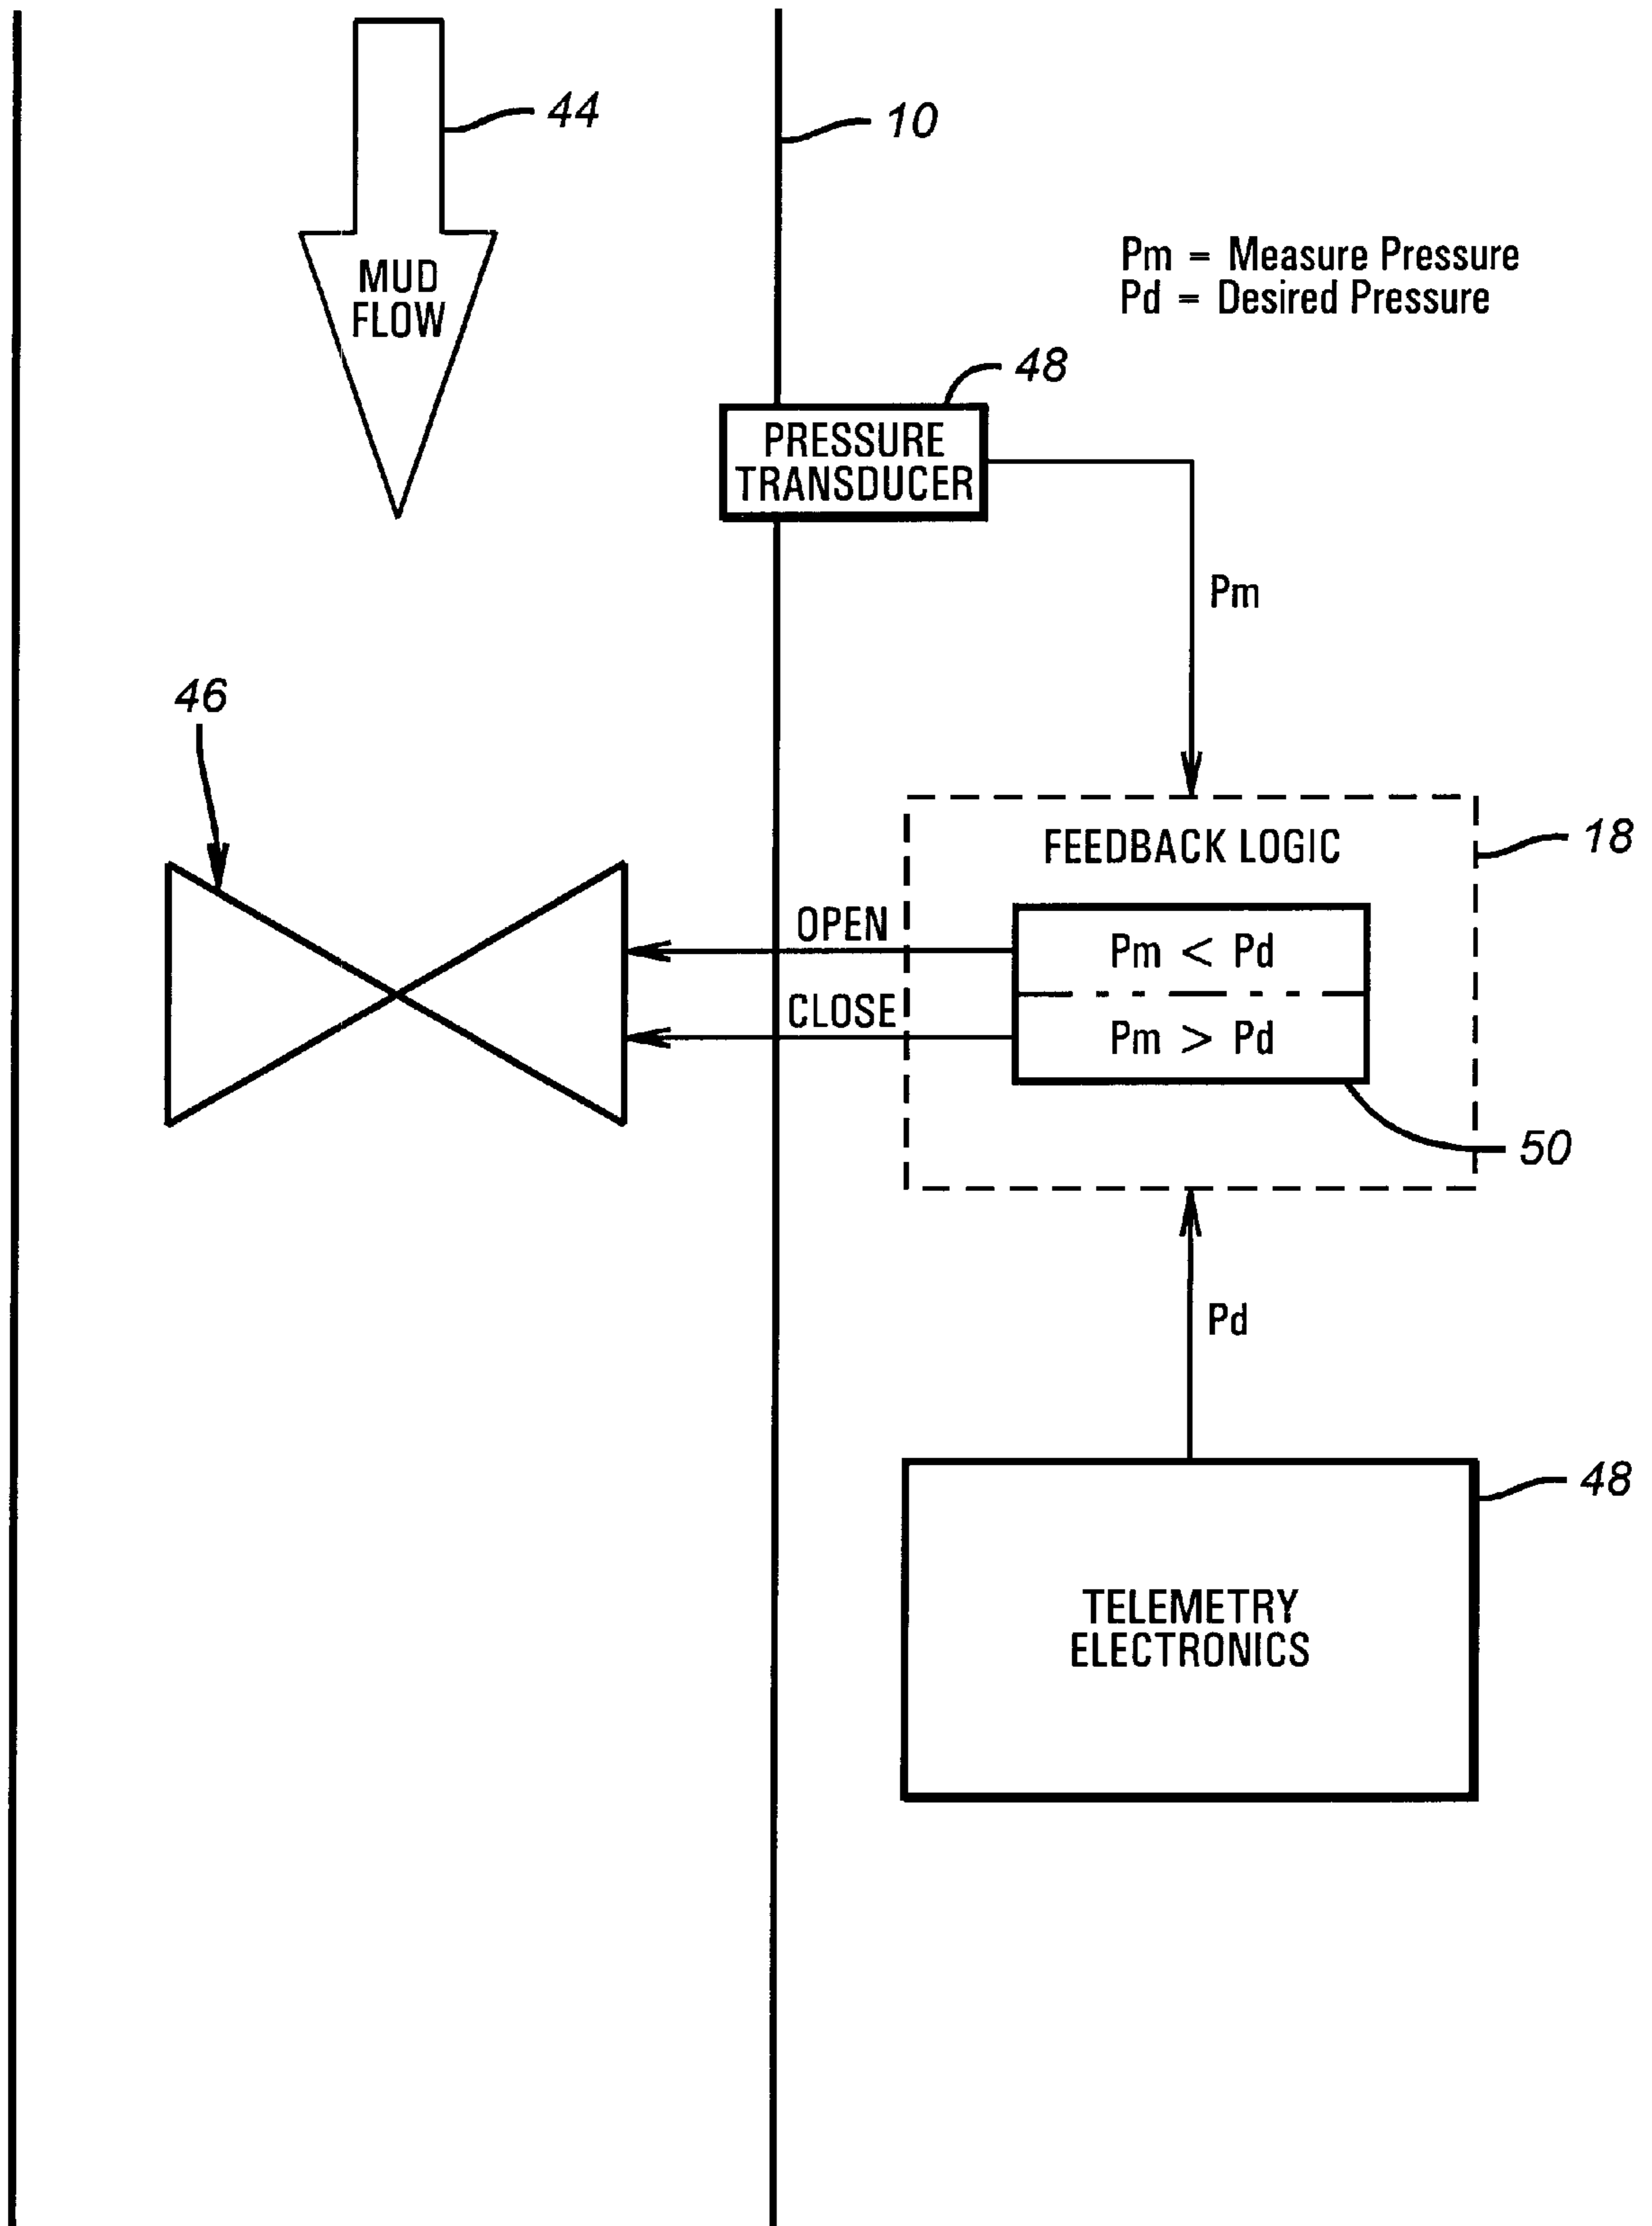 44
10
MUD
FLOW
Pm = Measure Pressure
Pd = Desired Pressure
48
PRESSURE
TRANSDUCER
Pm
46
18
FEEDBACK LOGIC
OPEN
Pm < Pd
CLOSE
Pm > Pd
50
Pd
48
TELEMETRY
ELECTRONICS